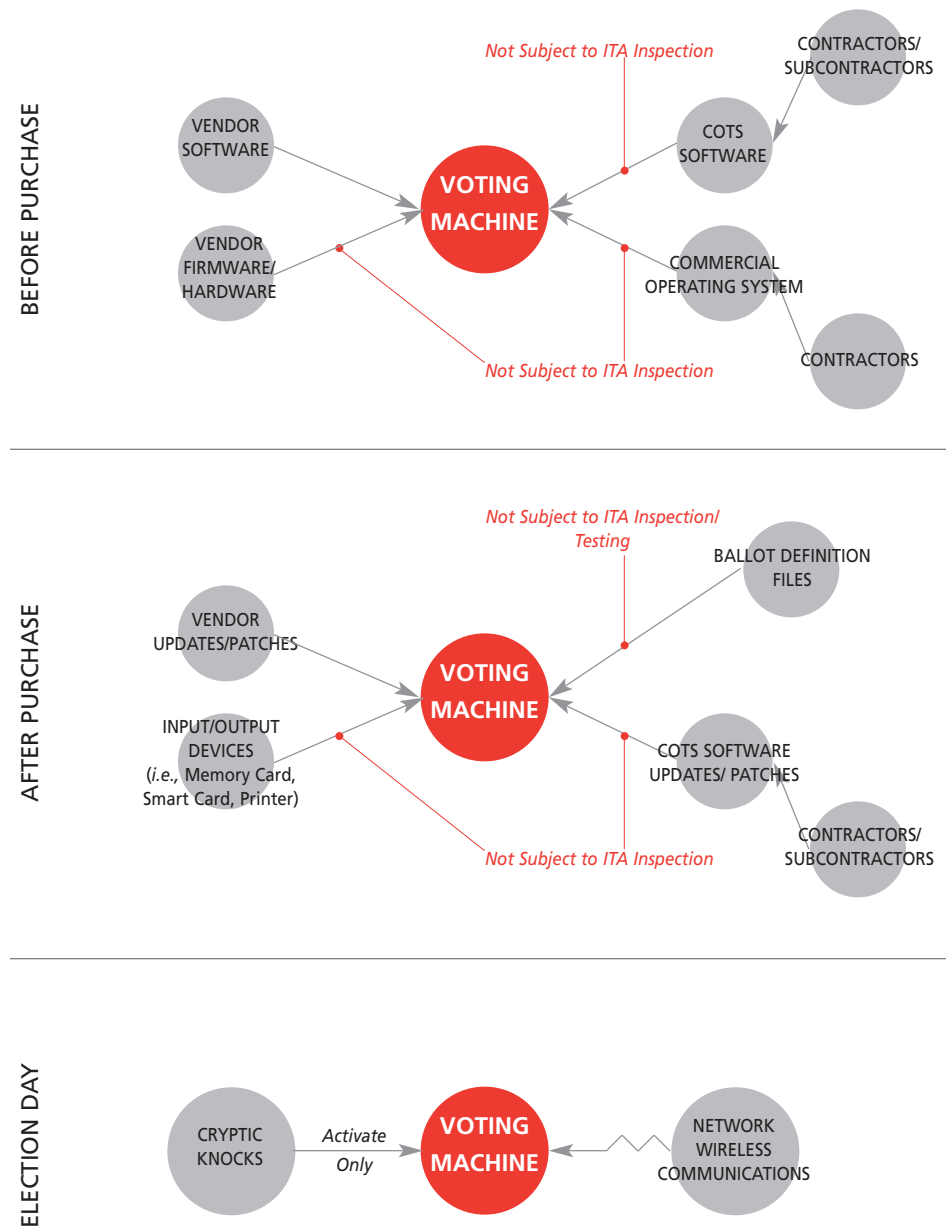 BEFORE PURCHASE
Not Subject to ITA Inspection
CONTRACTORS/
SUBCONTRACTORS
VENDOR
SOFTWARE
COTS
SOFTWARE
VOTING
MACHINE
VENDOR
FIRMWARE/
HARDWARE
COMMERCIAL
OPERATING SYSTEM
Not Subject to ITA Inspection
CONTRACTORS
AFTER PURCHASE
Not Subject to ITA Inspection/
Testing
BALLOT DEFINITION
FILES
VENDOR
UPDATES/PATCHES
VOTING
MACHINE
INPUT/OUTPUT
DEVICES
(i.e., Memory Card,
Smart Card, Printer)
COTS SOFTWARE
UPDATES/ PATCHES
Not Subject to ITA Inspection
CONTRACTORS/
SUBCONTRACTORS
ELECTION DAY
CRYPTIC
KNOCKS
Activate
Only
VOTING
MACHINE
NETWORK
WIRELESS
COMMUNICATIONS